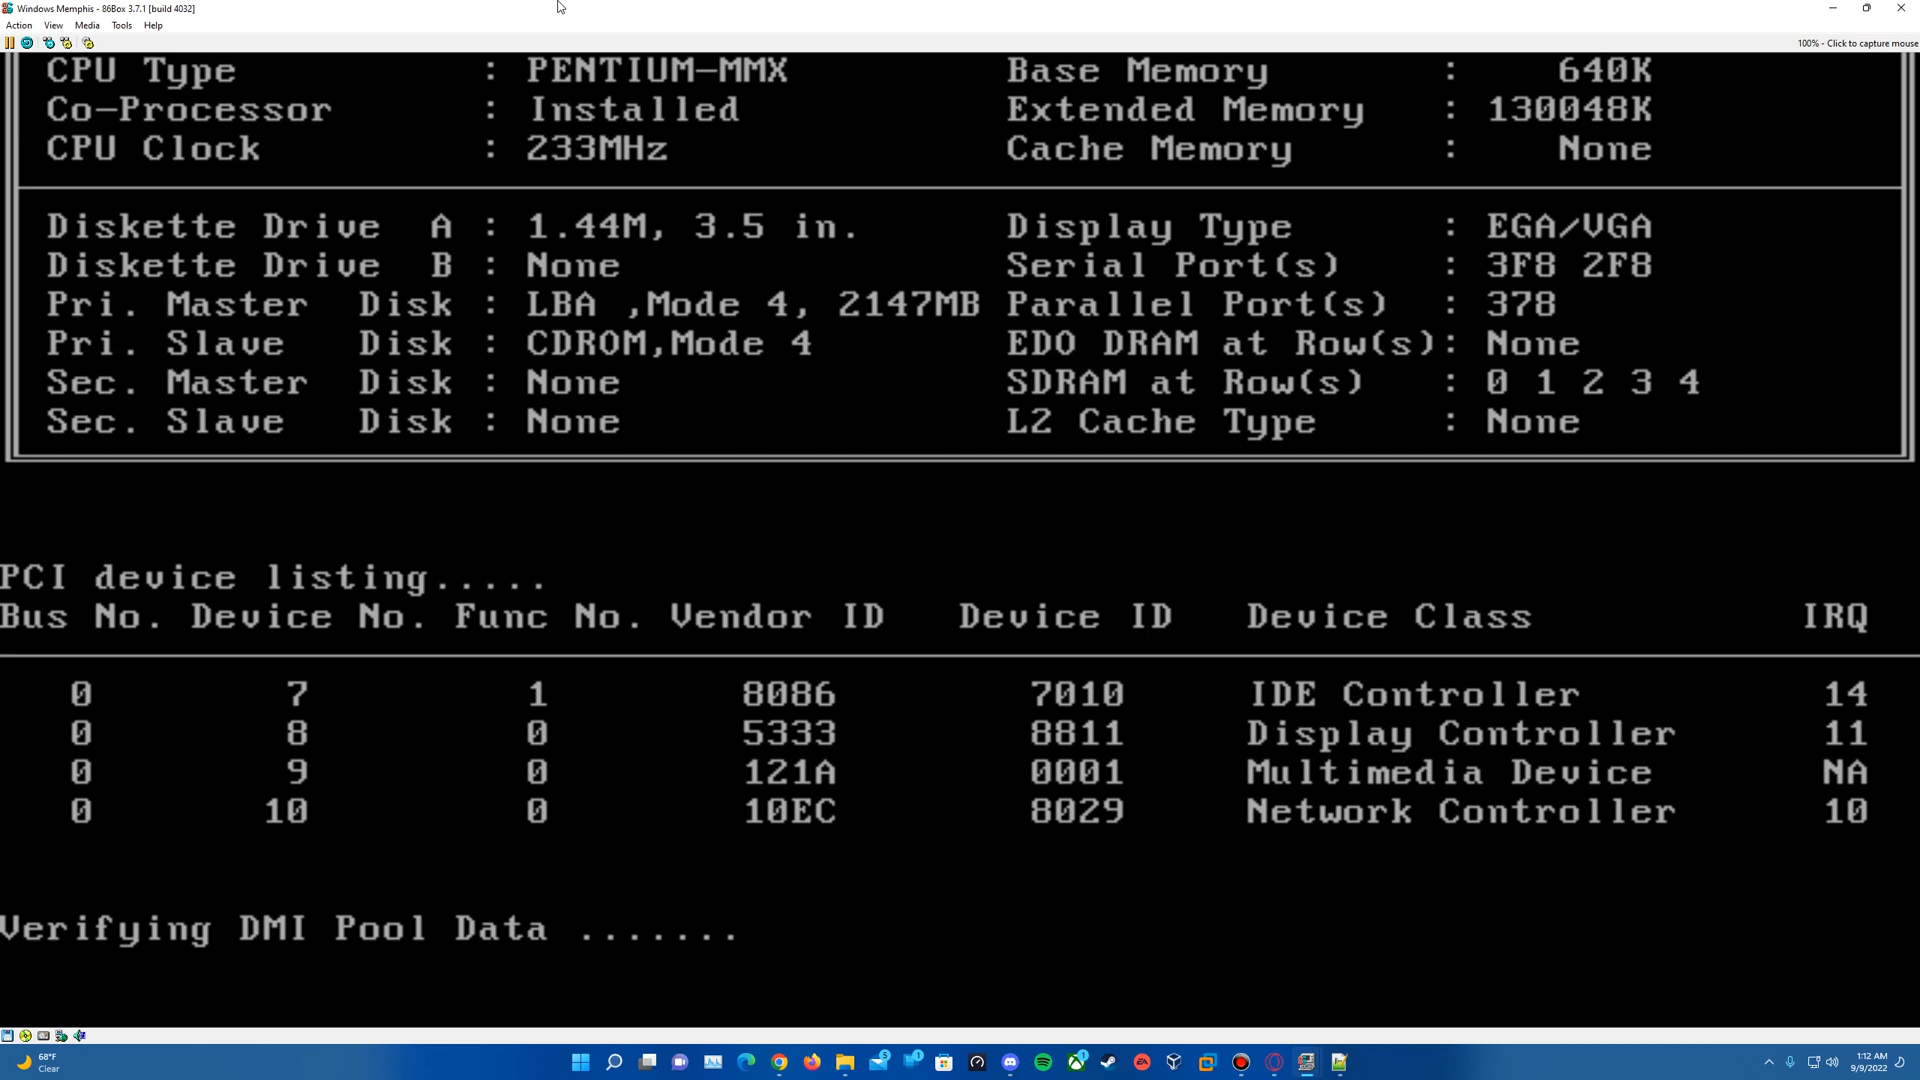 Windows Memphis - 86Box 3.7.1 [build 4032]
Action View Media Tools Help
100% - Click to capture mouse
CPU Type : PENTIUM-MMX Base Memory : 640K
Co-Processor : Installed Extended Memory : 130048K
CPU Clock : 233MHz Cache Memory : None
Diskette Drive A : 1.44M, 3.5 in. Display Type : EGA/VGA
Diskette Drive B : None Serial Port(s) : 3F8 2F8
Pri. Master Disk : LBA ,Mode 4, 2147MB Parallel Port(s) : 378
Pri. Slave Disk : CDROM,Mode 4 EDO DRAM at Row(s): None
Sec. Master Disk : None SDRAM at Row(s) : 0 1 2 3 4
Sec. Slave Disk : None L2 Cache Type : None
PCI device listing.....
Bus No. Device No. Func No. Vendor ID Device ID Device Class IRQ
0 7 1 8086 7010 IDE Controller 14
0 8 0 5333 8811 Display Controller 11
0 9 0 121A 0001 Multimedia Device NA
0 10 0 10EC 8029 Network Controller 10
Verifying DMI Pool Data .......
68°F
Clear
5
1
1
EA
1:12 AM
9/9/2022